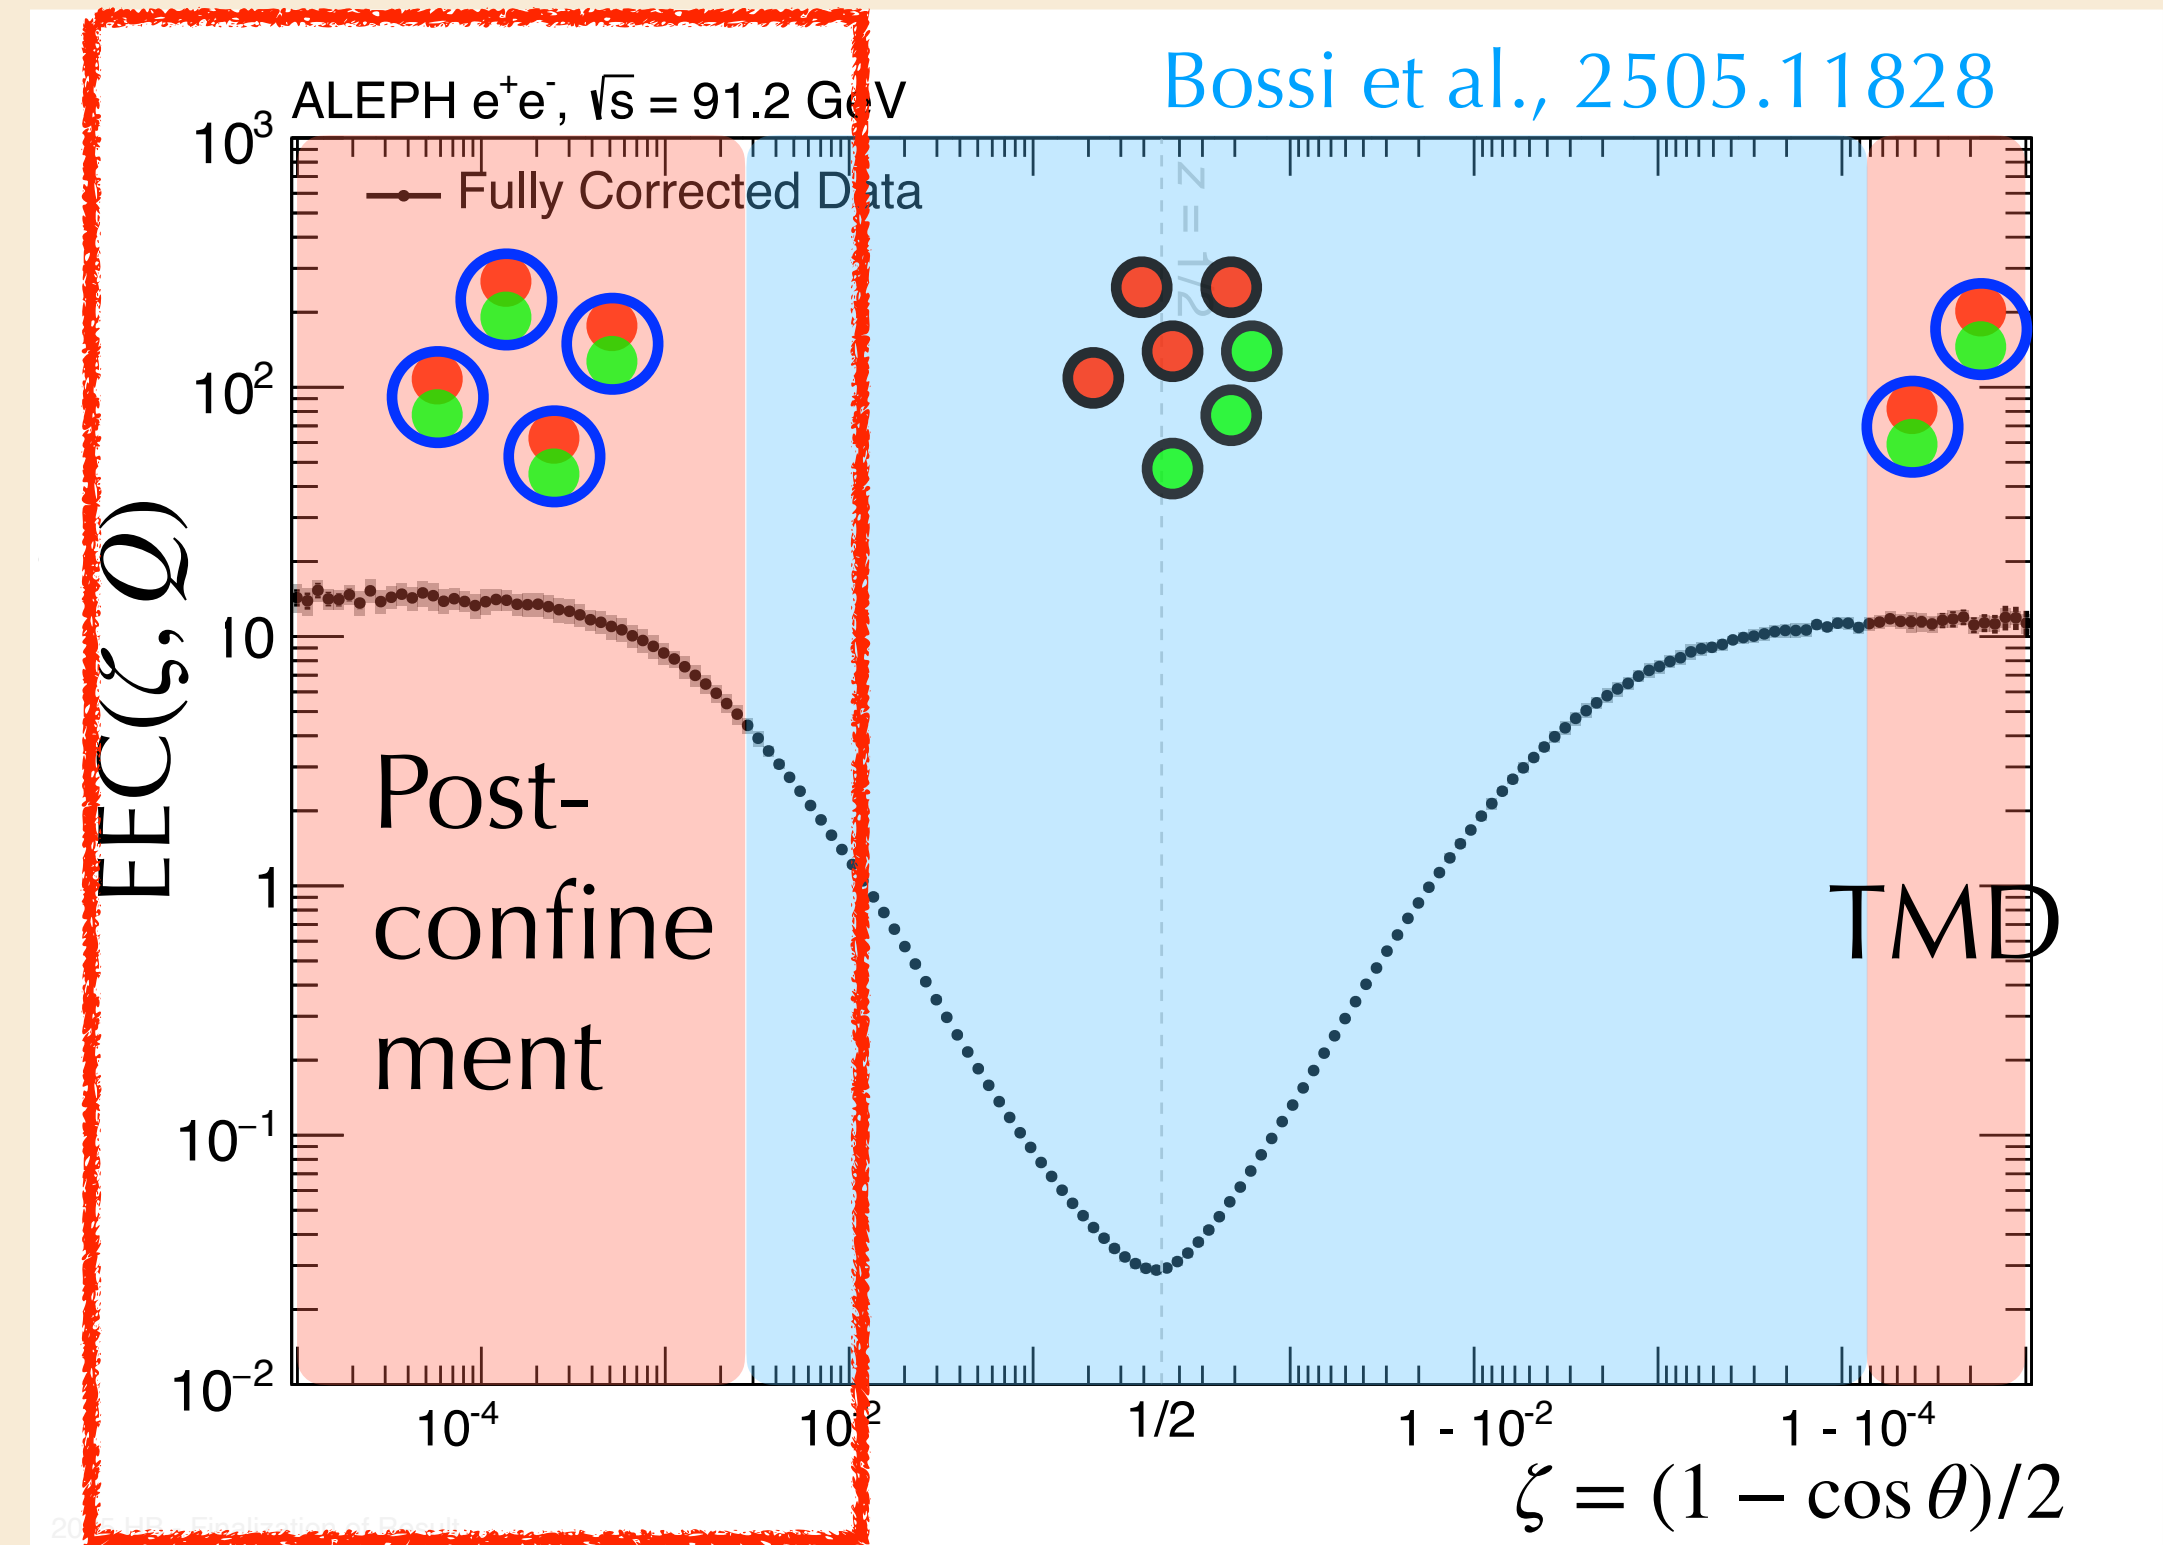 Bossi et al., 2505.11828
ALEPH e⁺e⁻, √s = 91.2 GeV
Fully Corrected Data
z = 1/2
EEC(ζ, Q)
10³
10²
10
1
10⁻¹
10⁻²
Post-
confine
ment
TMD
10⁻⁴
10⁻²
1/2
1 - 10⁻²
1 - 10⁻⁴
ζ = (1 − cos θ)/2